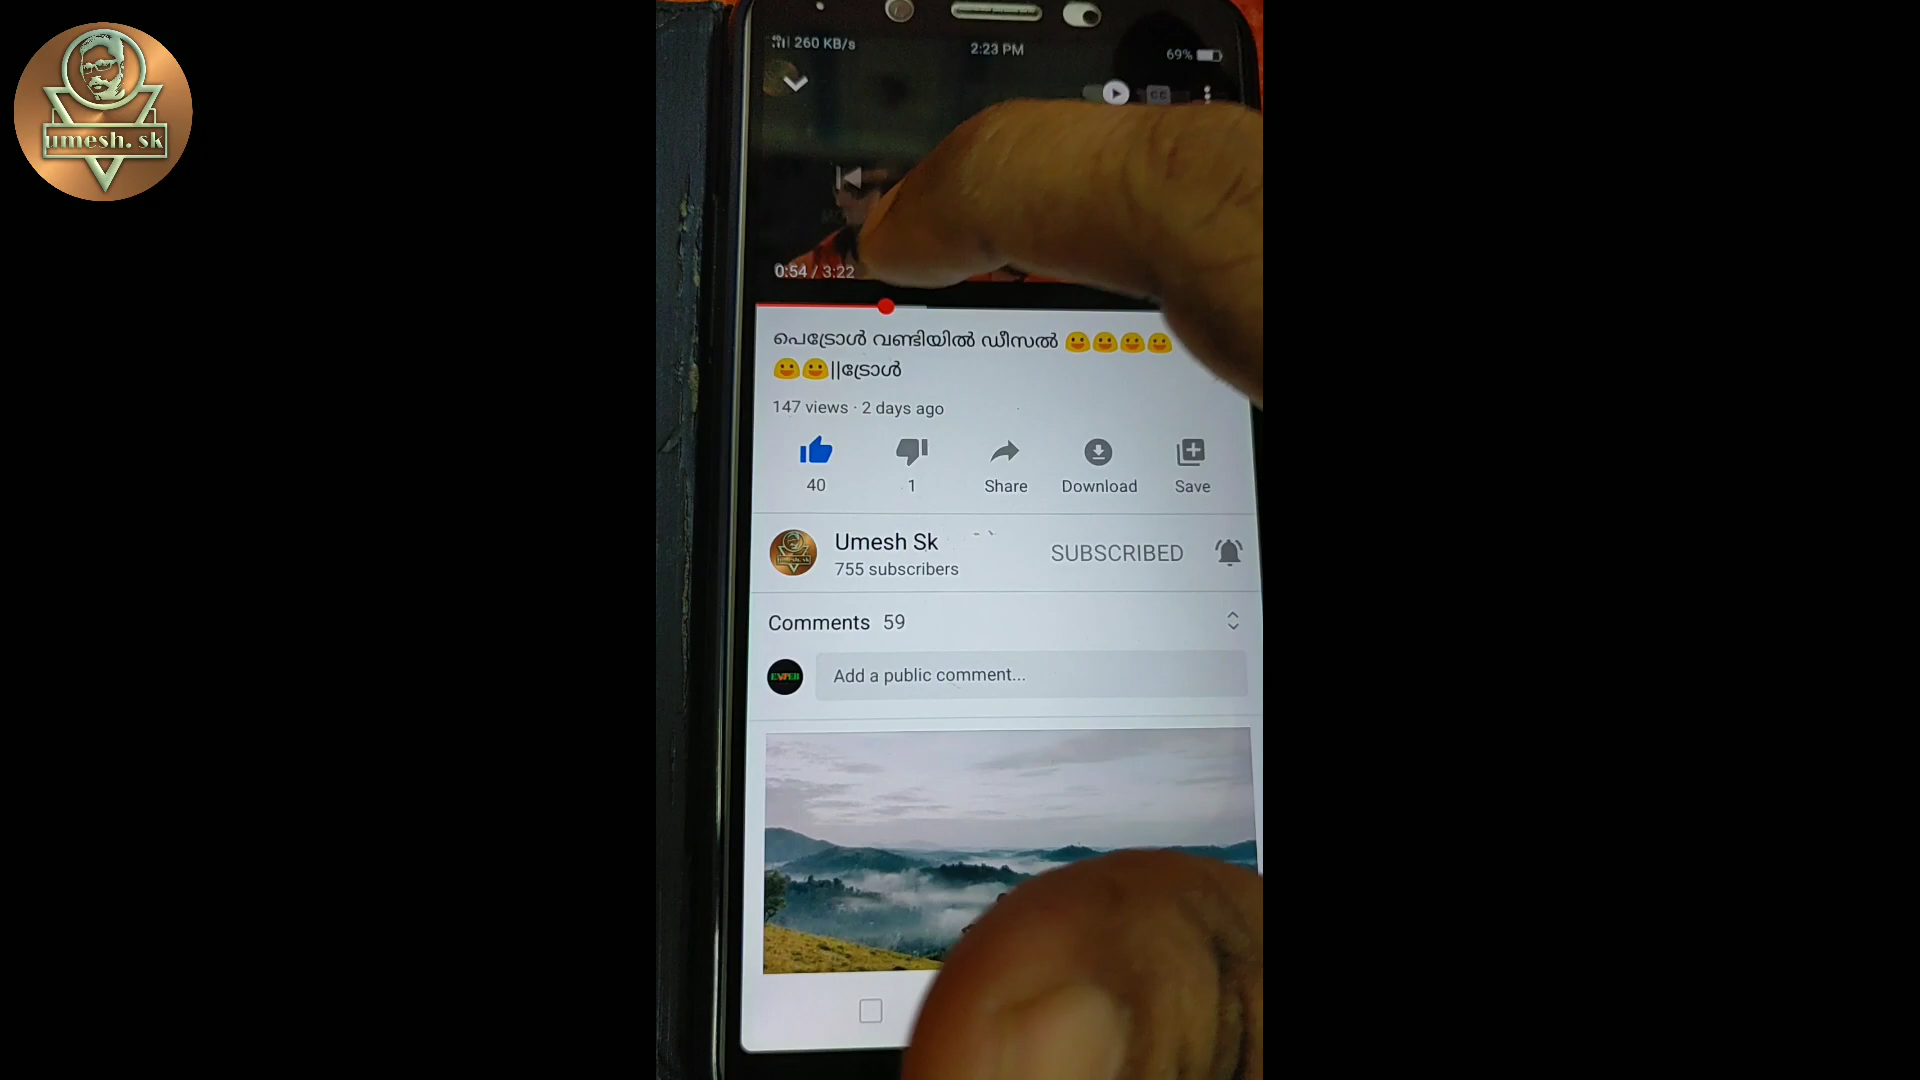 umesh. sk
260 KB/s
2:23 PM
69%
CC
0:54 / 3:22
പെട്രോൾ വണ്ടിയിൽ ഡീസൽ 😃😃😃😃
😃😃||ട്രോൾ
147 views · 2 days ago
40
1
Share
Download
Save
Umesh Sk
755 subscribers
SUBSCRIBED
Comments 59
Add a public comment...